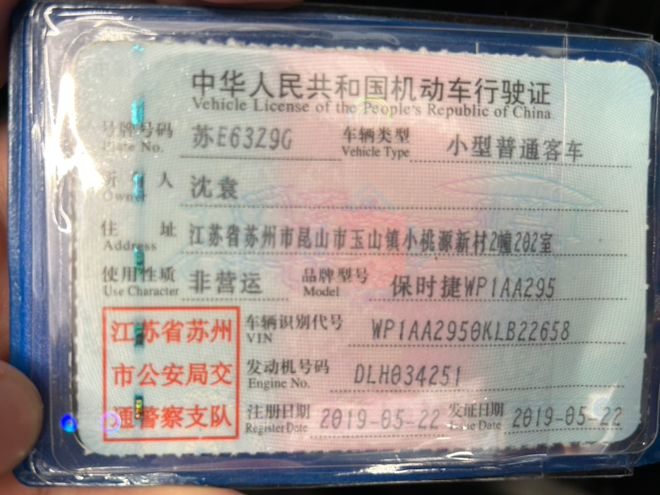 中华人民共和国机动车行驶证
Vehicle License of the People's Republic of China
号牌号码 苏E63Z9G 车辆类型 小型普通客车
Plate No. Vehicle Type
所有人 沈袁
Owner
住 址 江苏省苏州市昆山市玉山镇小桃源新村2幢202室
Address
使用性质 非营运 品牌型号 保时捷WP1AA295
Use Character Model
江苏省苏州 车辆识别代号 WP1AA2950KLB22658
VIN
市公安局交 发动机号码 DLH034251
Engine No.
通警察支队 注册日期 2019-05-22 发证日期 2019-05-22
Register Date Issue Date